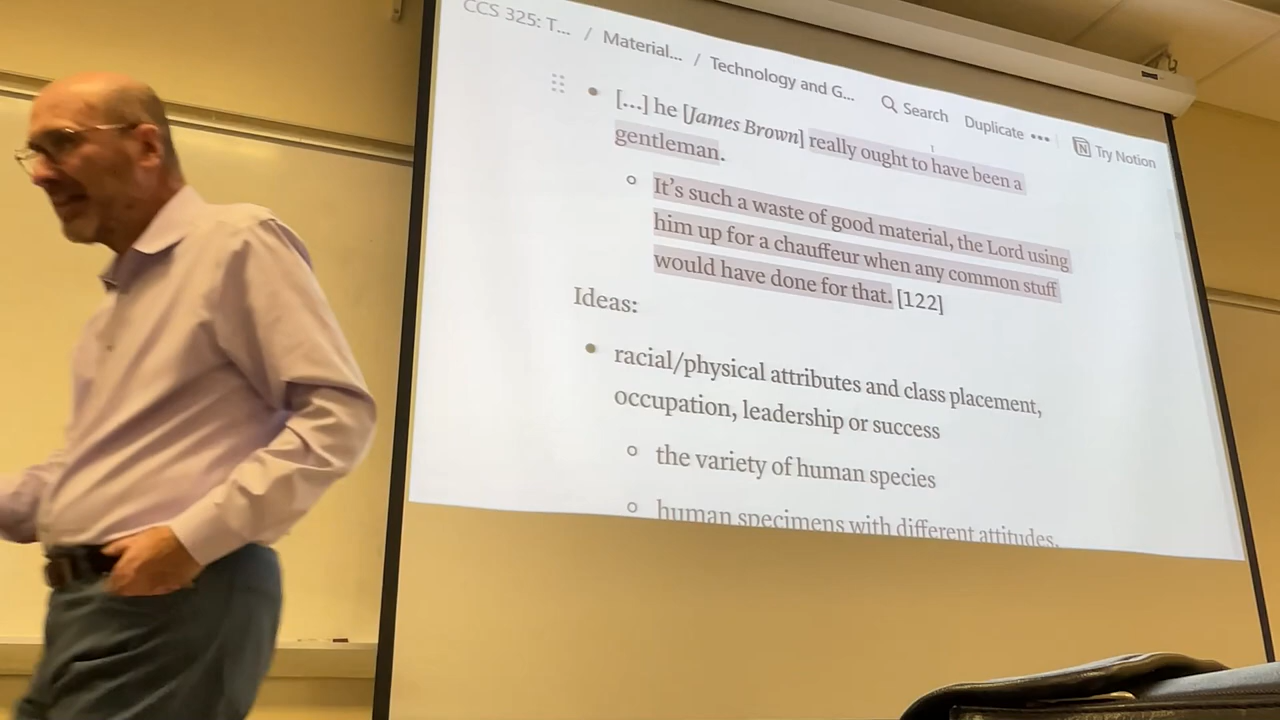 CCS 325: T... / Material... / Technology and G... Search Duplicate ••• Try Notion
• [...] he [James Brown] really ought to have been a
gentleman.
○ It's such a waste of good material, the Lord using
him up for a chauffeur when any common stuff
would have done for that. [122]
Ideas:
• racial/physical attributes and class placement,
occupation, leadership or success
○ the variety of human species
○ human specimens with different attitudes,